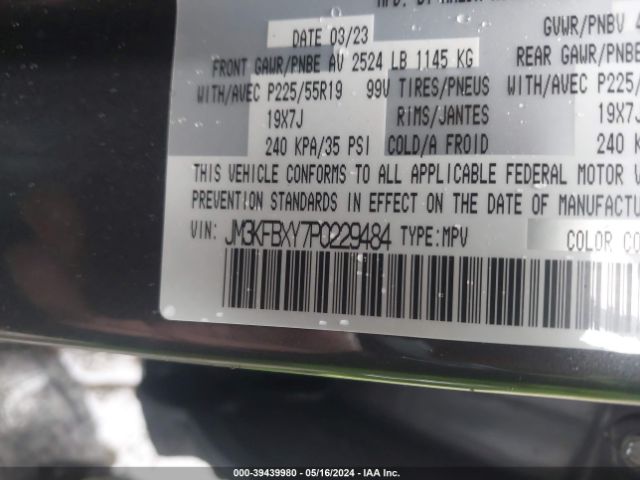 DATE 03/23
GVWR/PNBV
FRONT GAWR/PNBE AV 2524 LB 1145 KG
REAR GAWR/PNBE
WITH/AVEC P225/55R19 99V TIRES/PNEUS WITH/AVEC P225
19X7J RIMS/JANTES 19X7J
240 KPA/35 PSI COLD/A FROID 240 K
THIS VEHICLE CONFORMS TO ALL APPLICABLE FEDERAL MOTOR V
PREVENTION STANDARDS IN EFFECT ON THE DATE OF MANUFACTUR
VIN: JM3KFBXY7P0229484 TYPE:MPV
COLOR CO
STOCK #: 39439980 - 05/16/2024 - IAA Inc.